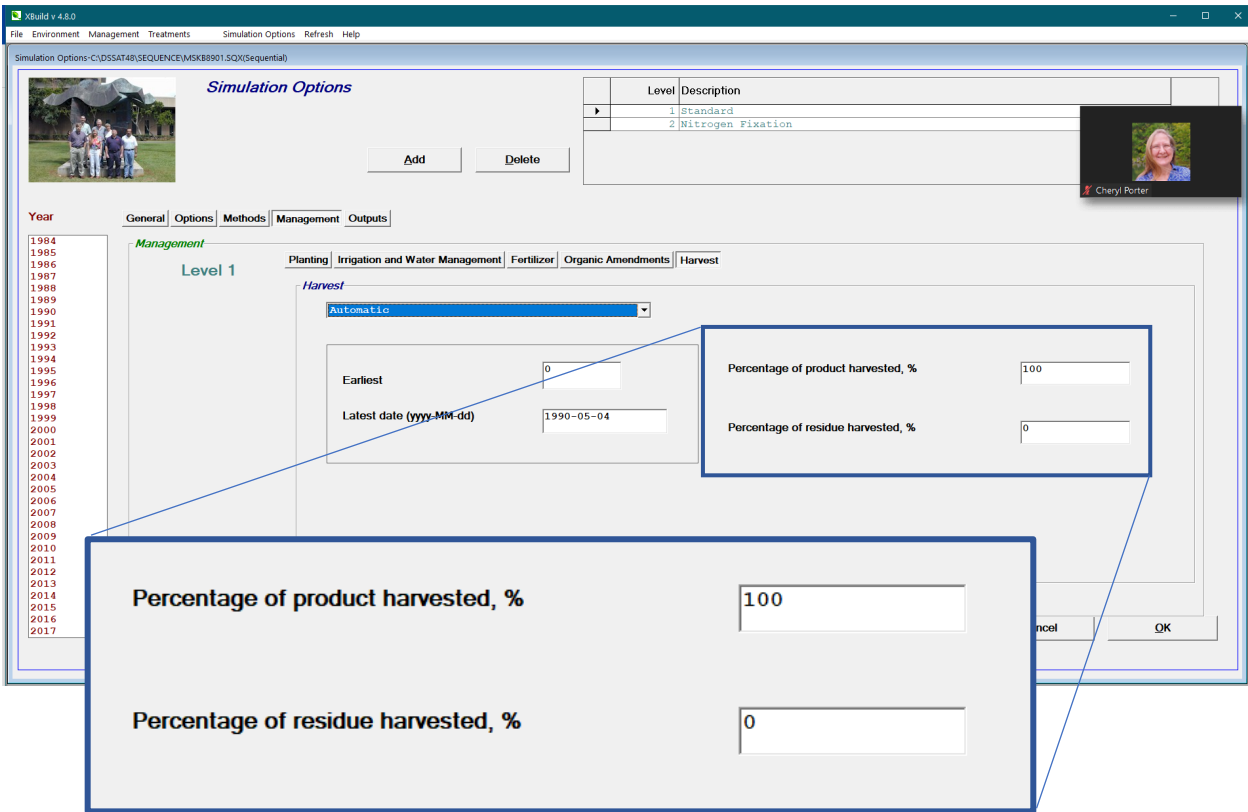 XBuild v 4.8.0
File Environment Management Treatments Simulation Options Refresh Help
Simulation Options-C:\DSSAT48\SEQUENCE\MSKB8901.SQX(Sequential)
Simulation Options
Level Description
1 Standard
2 Nitrogen Fixation
Add Delete
Cheryl Porter
Year
General Options Methods Management Outputs
1984
1985
1986
1987
1988
1989
1990
1991
1992
1993
1994
1995
1996
1997
1998
1999
2000
2001
2002
2003
2004
2005
2006
2007
2008
2009
2010
2011
2012
2013
2014
2015
2016
2017
Management
Level 1
Planting Irrigation and Water Management Fertilizer Organic Amendments Harvest
Harvest
Automatic
Earliest 0
Latest date (yyyy-MM-dd) 1990-05-04
Percentage of product harvested, % 100
Percentage of residue harvested, % 0
Percentage of product harvested, % 100
Percentage of residue harvested, % 0
ncel OK